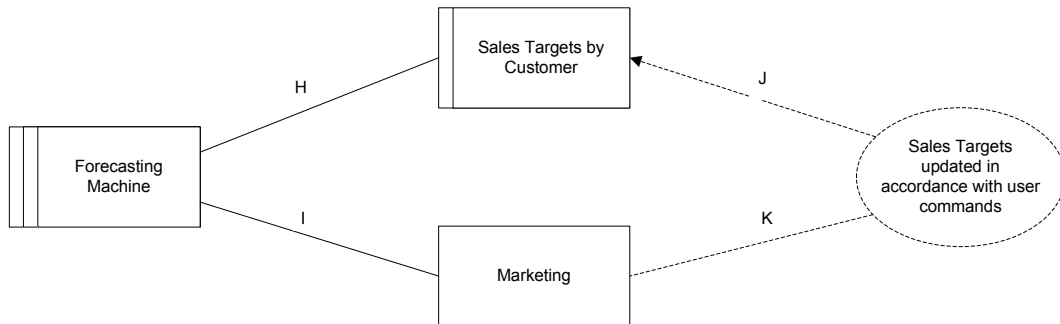 Sales Targets by
Customer
H
J
Forecasting
Machine
Sales Targets
updated in
accordance with user
commands
I
K
Marketing